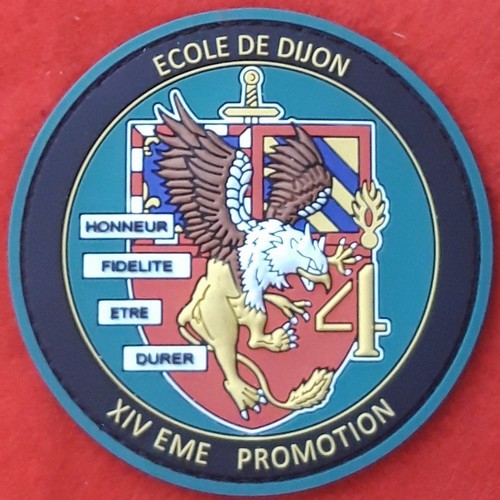 ECOLE DE DIJON
HONNEUR
FIDELITE
ETRE
DURER
4
XIV EME PROMOTION